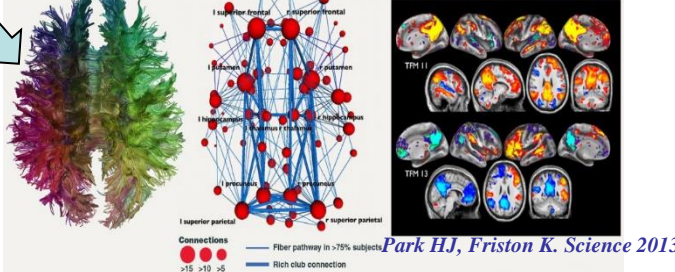 l superior frontal
r superior frontal
l putamen
r putamen
l hippocampus
r hippocampus
thalamus r thalamus
l precuneus
r precuneus
l superior parietal
r superior parietal
Connections
>15 >10 >5
Fiber pathway in >75% subjects
Rich club connection
TFM 11
TFM 13
Park HJ, Friston K. Science 2013